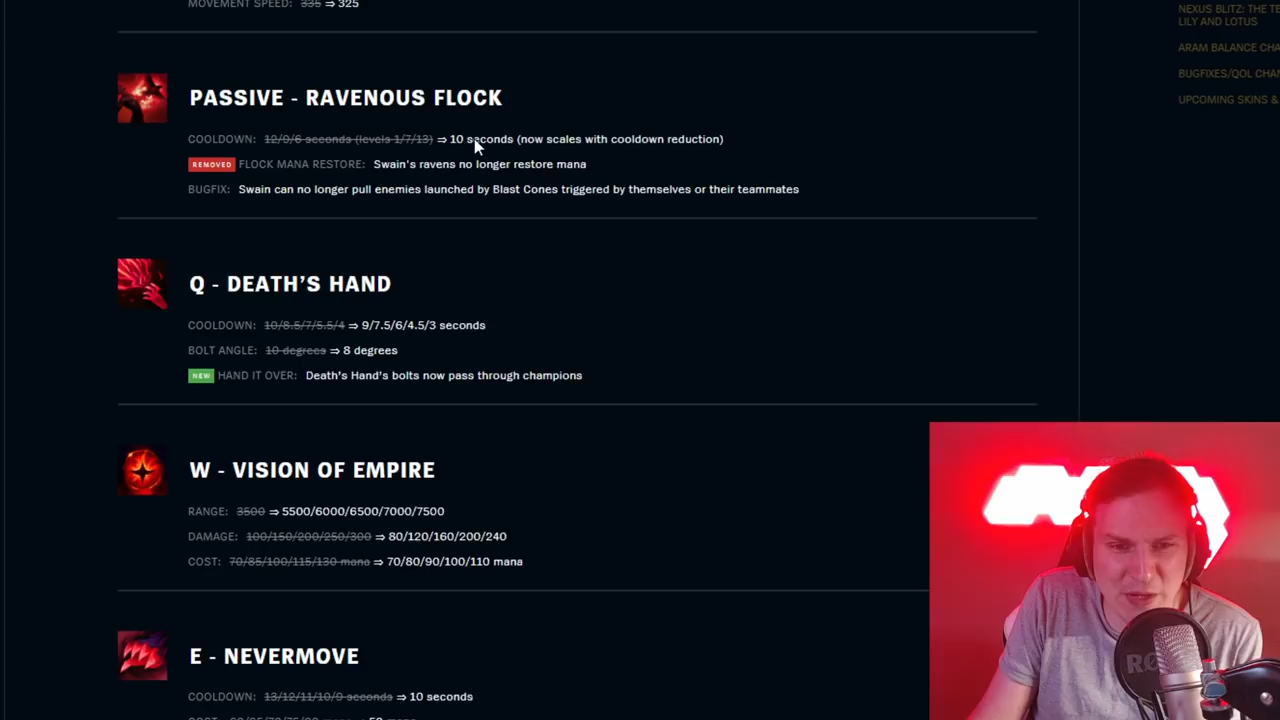 MOVEMENT SPEED: 335 ⇒ 325
NEXUS BLITZ: THE TE
LILY AND LOTUS
ARAM BALANCE CHA
BUGFIXES/QOL CHAN
UPCOMING SKINS &
PASSIVE - RAVENOUS FLOCK
COOLDOWN: 12/9/6 seconds (levels 1/7/13) ⇒ 10 seconds (now scales with cooldown reduction)
REMOVED FLOCK MANA RESTORE: Swain's ravens no longer restore mana
BUGFIX: Swain can no longer pull enemies launched by Blast Cones triggered by themselves or their teammates
Q - DEATH'S HAND
COOLDOWN: 10/8.5/7/5.5/4 ⇒ 9/7.5/6/4.5/3 seconds
BOLT ANGLE: 10 degrees ⇒ 8 degrees
NEW HAND IT OVER: Death's Hand's bolts now pass through champions
W - VISION OF EMPIRE
RANGE: 3500 ⇒ 5500/6000/6500/7000/7500
DAMAGE: 100/150/200/250/300 ⇒ 80/120/160/200/240
COST: 70/85/100/115/130 mana ⇒ 70/80/90/100/110 mana
E - NEVERMOVE
COOLDOWN: 13/12/11/10/9 seconds ⇒ 10 seconds